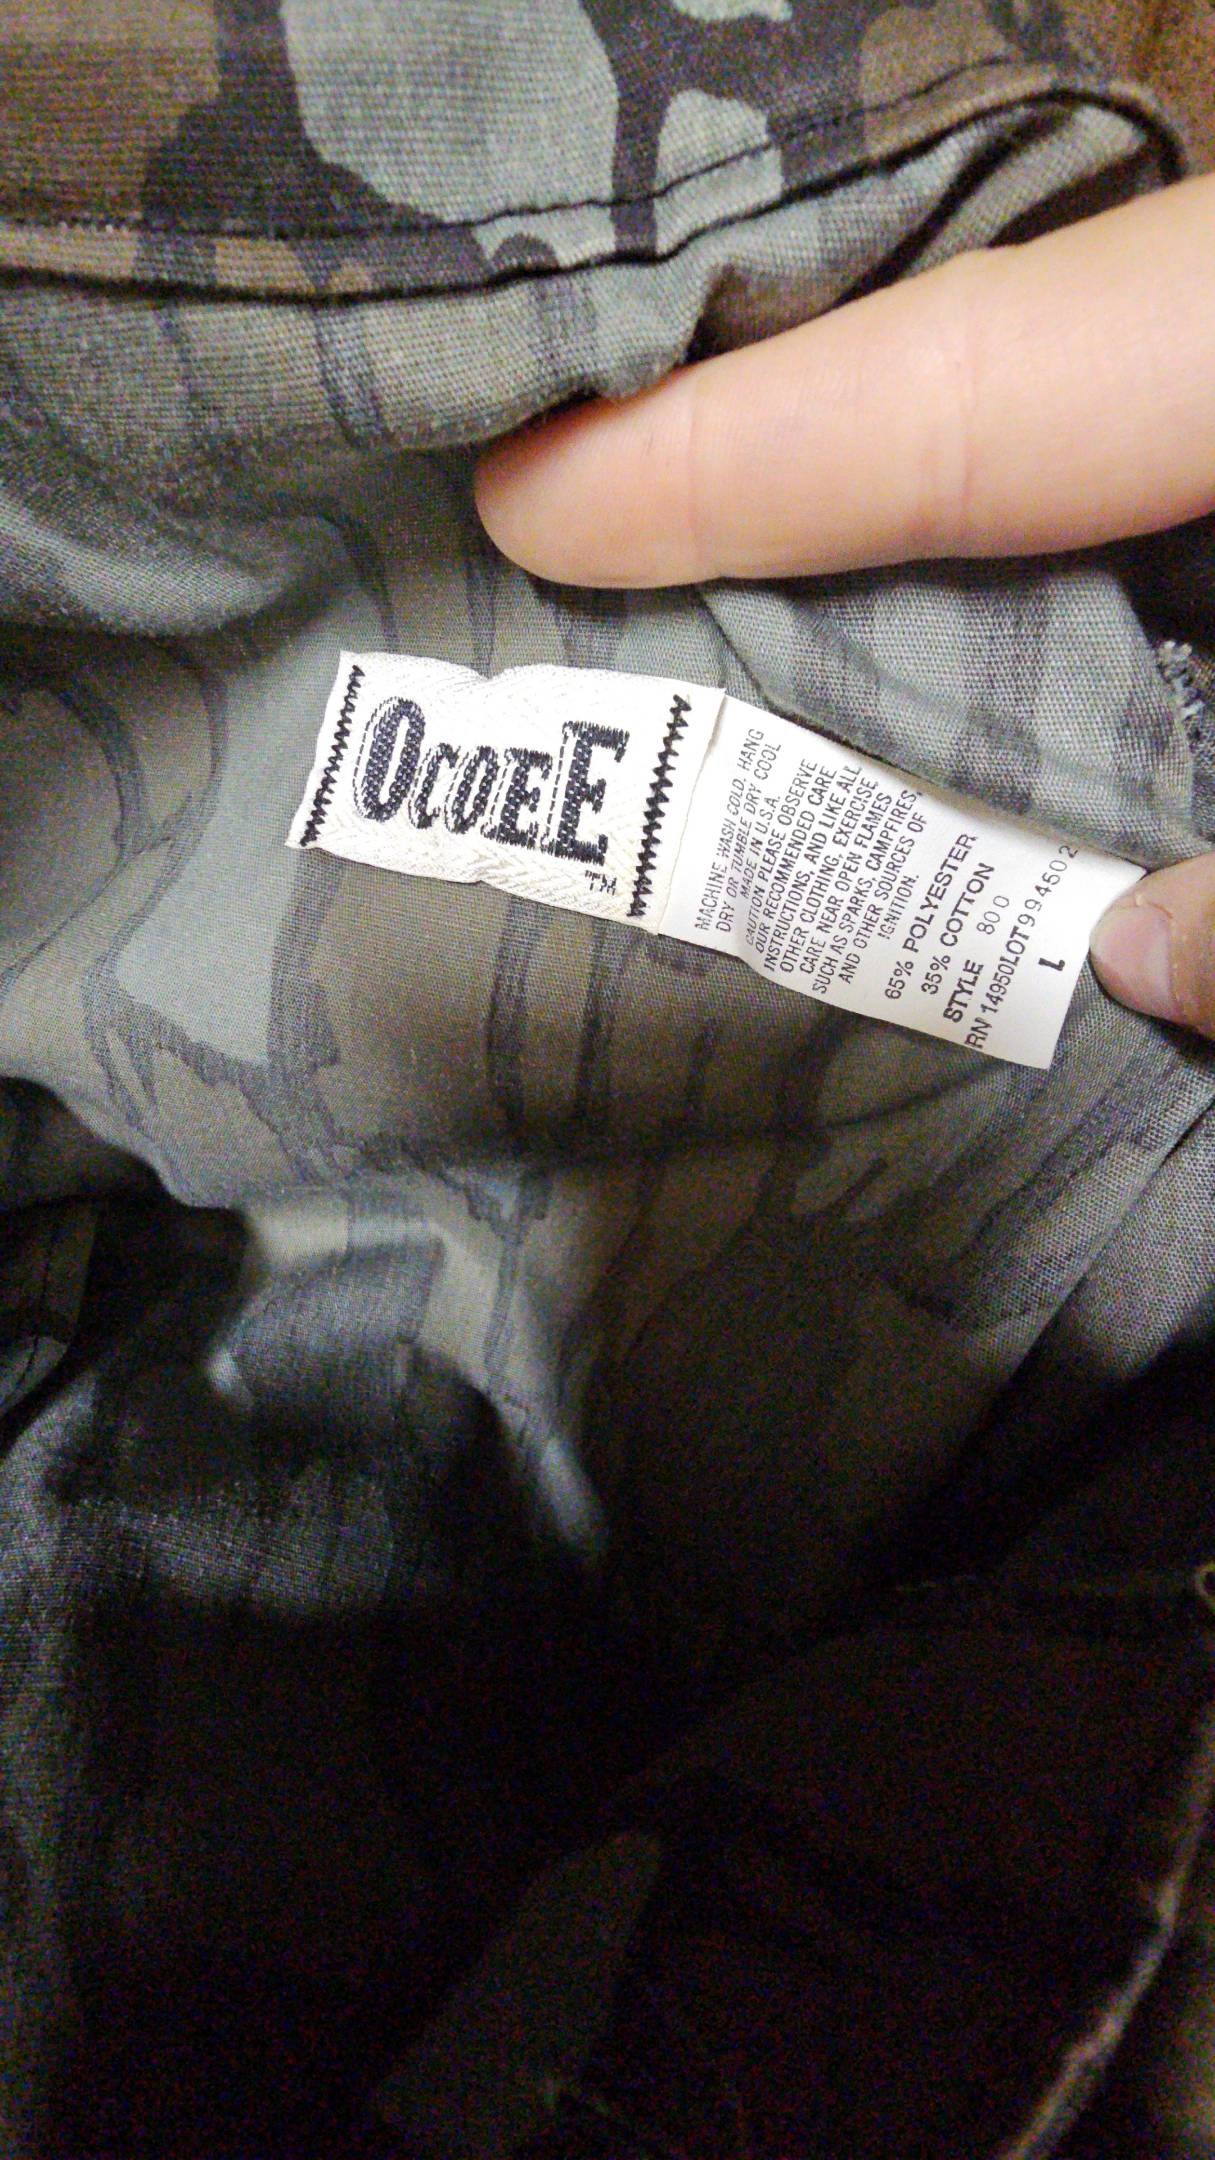 OCOEE
TM
MACHINE WASH COLD. HANG
DRY OR TUMBLE DRY COOL
MADE IN U.S.A.
CAUTION PLEASE OBSERVE
OUR RECOMMENDED CARE
INSTRUCTIONS, AND LIKE ALL
OTHER CLOTHING, EXERCISE
CARE NEAR OPEN FLAMES
SUCH AS SPARKS, CAMPFIRES,
AND OTHER SOURCES OF
IGNITION.
65% POLYESTER
35% COTTON
STYLE 800
RN 14950LOT994502
L